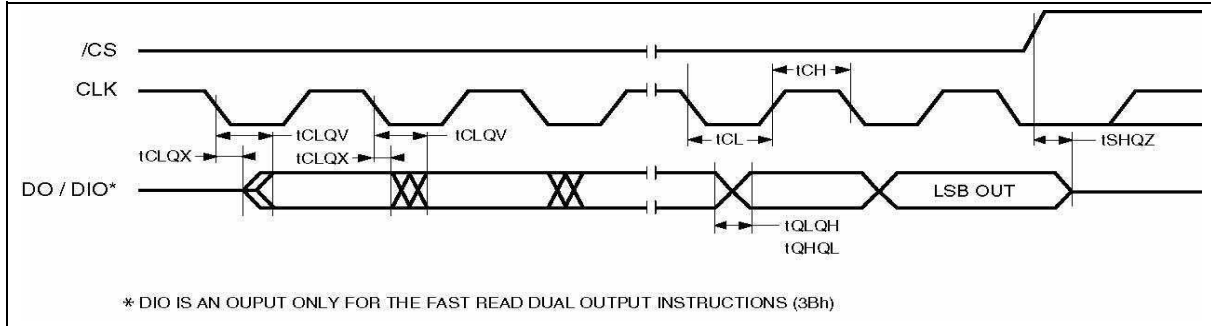 /CS
tCH
CLK
tCLQV
tCLQV
tCL
tSHQZ
tCLQX
tCLQX
DO / DIO*
LSB OUT
tQLQH
tQHQL
* DIO IS AN OUPUT ONLY FOR THE FAST READ DUAL OUTPUT INSTRUCTIONS (3Bh)